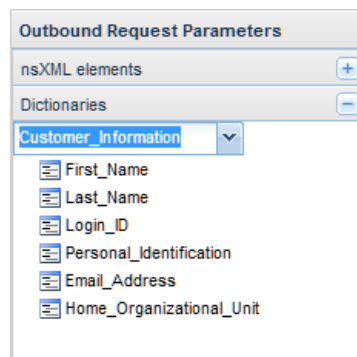 Outbound Request Parameters
nsXML elements
Dictionaries
Customer_Information
First_Name
Last_Name
Login_ID
Personal_Identification
Email_Address
Home_Organizational_Unit